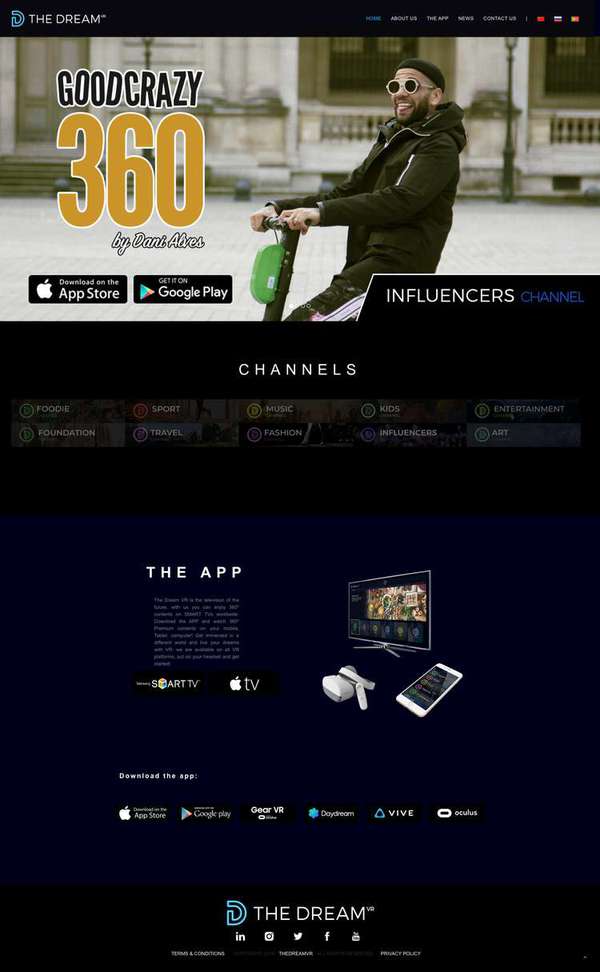 THE DREAM VR
HOME ABOUT US THE APP NEWS CONTACT US |
GOODCRAZY
360
by Dani Alves
Download on the
App Store
GET IT ON
Google Play
INFLUENCERS CHANNEL
CHANNELS
FOODIE SPORT MUSIC KIDS ENTERTAINMENT
FOUNDATION TRAVEL FASHION INFLUENCERS ART
THE APP
The Dream VR is the television of the
future, with us you can enjoy 360º
contents on SMART TVs worldwide.
Download the APP and watch 360º
Premium contents on your mobile,
Tablet, computer! Get immersed in a
different world and live your dreams
with VR: we are available on all VR
platforms, put on your headset and get
started!
SMART TV tv
Download the app:
Download on the
App Store
Google play
Gear VR
Daydream
VIVE
oculus
THE DREAM VR
TERMS & CONDITIONS THEDREAMVR PRIVACY POLICY